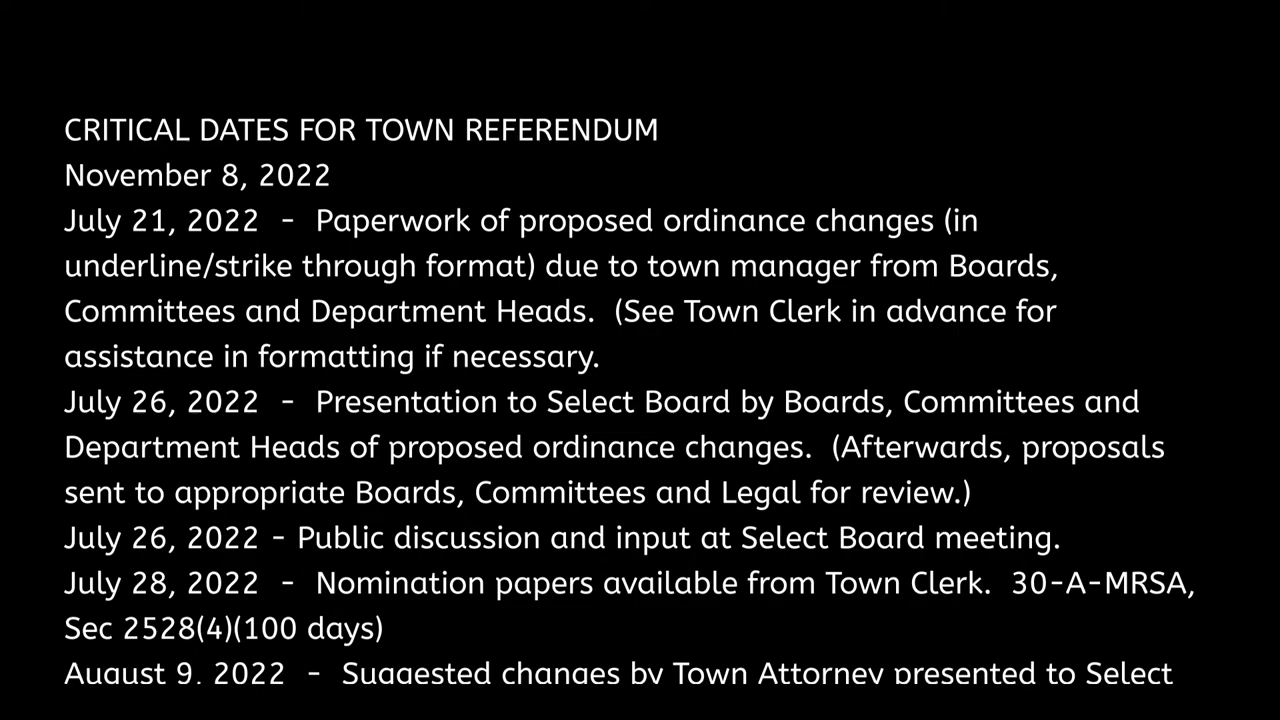 CRITICAL DATES FOR TOWN REFERENDUM
November 8, 2022
July 21, 2022  -  Paperwork of proposed ordinance changes (in
underline/strike through format) due to town manager from Boards,
Committees and Department Heads.  (See Town Clerk in advance for
assistance in formatting if necessary.
July 26, 2022  -  Presentation to Select Board by Boards, Committees and
Department Heads of proposed ordinance changes.  (Afterwards, proposals
sent to appropriate Boards, Committees and Legal for review.)
July 26, 2022 - Public discussion and input at Select Board meeting.
July 28, 2022  -  Nomination papers available from Town Clerk.  30-A-MRSA,
Sec 2528(4)(100 days)
August 9, 2022  -  Suggested changes by Town Attorney presented to Select